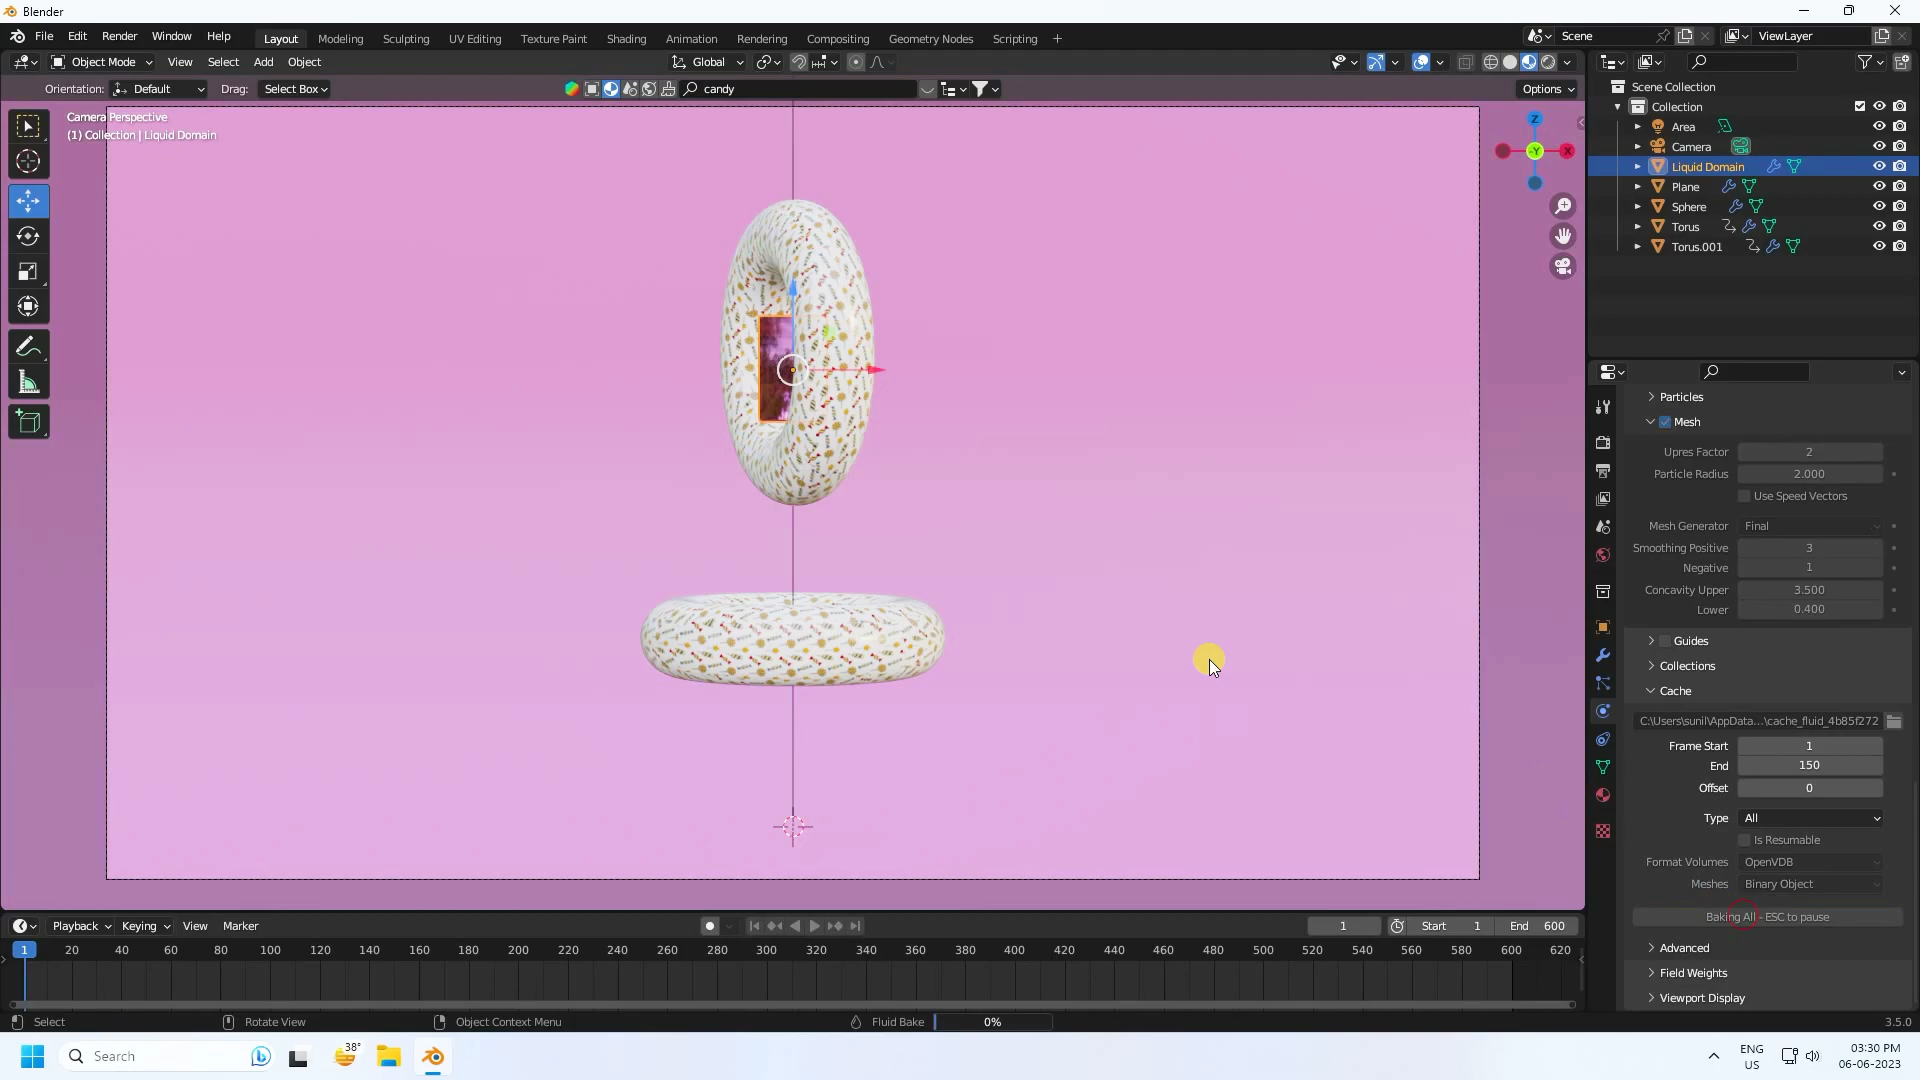 Blender
File Edit Render Window Help Layout Modeling Sculpting UV Editing Texture Paint Shading Animation Rendering Compositing Geometry Nodes Scripting + Scene ViewLayer
Object Mode View Select Add Object Global
Orientation: Default Drag: Select Box candy Options
Camera Perspective
(1) Collection | Liquid Domain
Z
-Y X
Scene Collection
Collection
Area
Camera
Liquid Domain
Plane
Sphere
Torus
Torus.001
Particles
Mesh
Upres Factor 2
Particle Radius 2.000
Use Speed Vectors
Mesh Generator Final
Smoothing Positive 3
Negative 1
Concavity Upper 3.500
Lower 0.400
Guides
Collections
Cache
C:\Users\sunil\AppData...\cache_fluid_4b85f272
Frame Start 1
End 150
Offset 0
Type All
Is Resumable
Format Volumes OpenVDB
Meshes Binary Object
Baking All - ESC to pause
Advanced
Field Weights
Viewport Display
Playback Keying View Marker 1 Start 1 End 600
1 20 40 60 80 100 120 140 160 180 200 220 240 260 280 300 320 340 360 380 400 420 440 460 480 500 520 540 560 580 600 620
Select Rotate View Object Context Menu Fluid Bake 0% 3.5.0
Search 38° ENG US 03:30 PM 06-06-2023